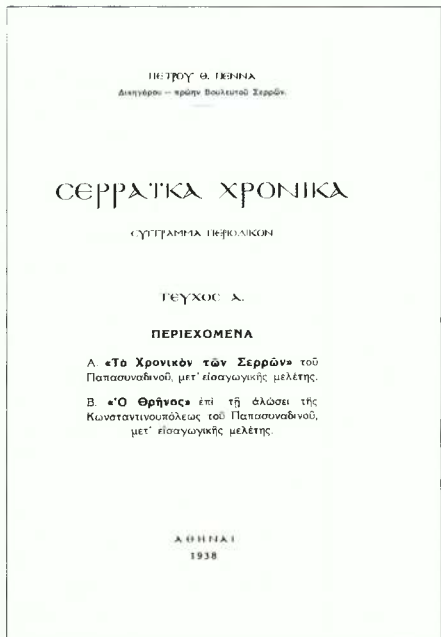 ΠΕΤΡΟΥ Θ. ΠΕΝΝΑ
Δικηγόρου — πρώην Βουλευτοῦ Σερρῶν.
ΣΕΡΡΑΪΚΑ ΧΡΟΝΙΚΑ
ΣΥΓΓΡΑΜΜΑ ΠΕΡΙΟΔΙΚΟΝ
ΤΕΥΧΟΣ Α.
ΠΕΡΙΕΧΟΜΕΝΑ
Α. «Τὸ Χρονικὸν τῶν Σερρῶν» τοῦ
Παπασυναδινοῦ, μετ' εἰσαγωγικῆς μελέτης.
Β. «Ὁ Θρῆνος» ἐπὶ τῇ ἁλώσει τῆς
Κωνσταντινουπόλεως τοῦ Παπασυναδινοῦ,
μετ' εἰσαγωγικῆς μελέτης.
ΑΘΗΝΑΙ
1938